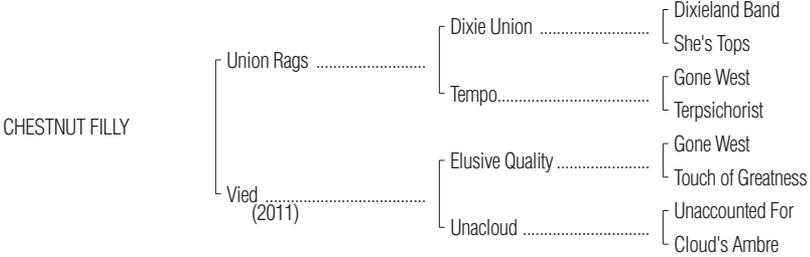 Dixieland Band
Dixie Union ..........................
She's Tops
Union Rags ..........................
Gone West
Tempo....................................
Terpsichorist
CHESTNUT FILLY
Gone West
Elusive Quality ......................
Touch of Greatness
Vied ......................................
(2011)
Unaccounted For
Unacloud ..............................
Cloud's Ambre